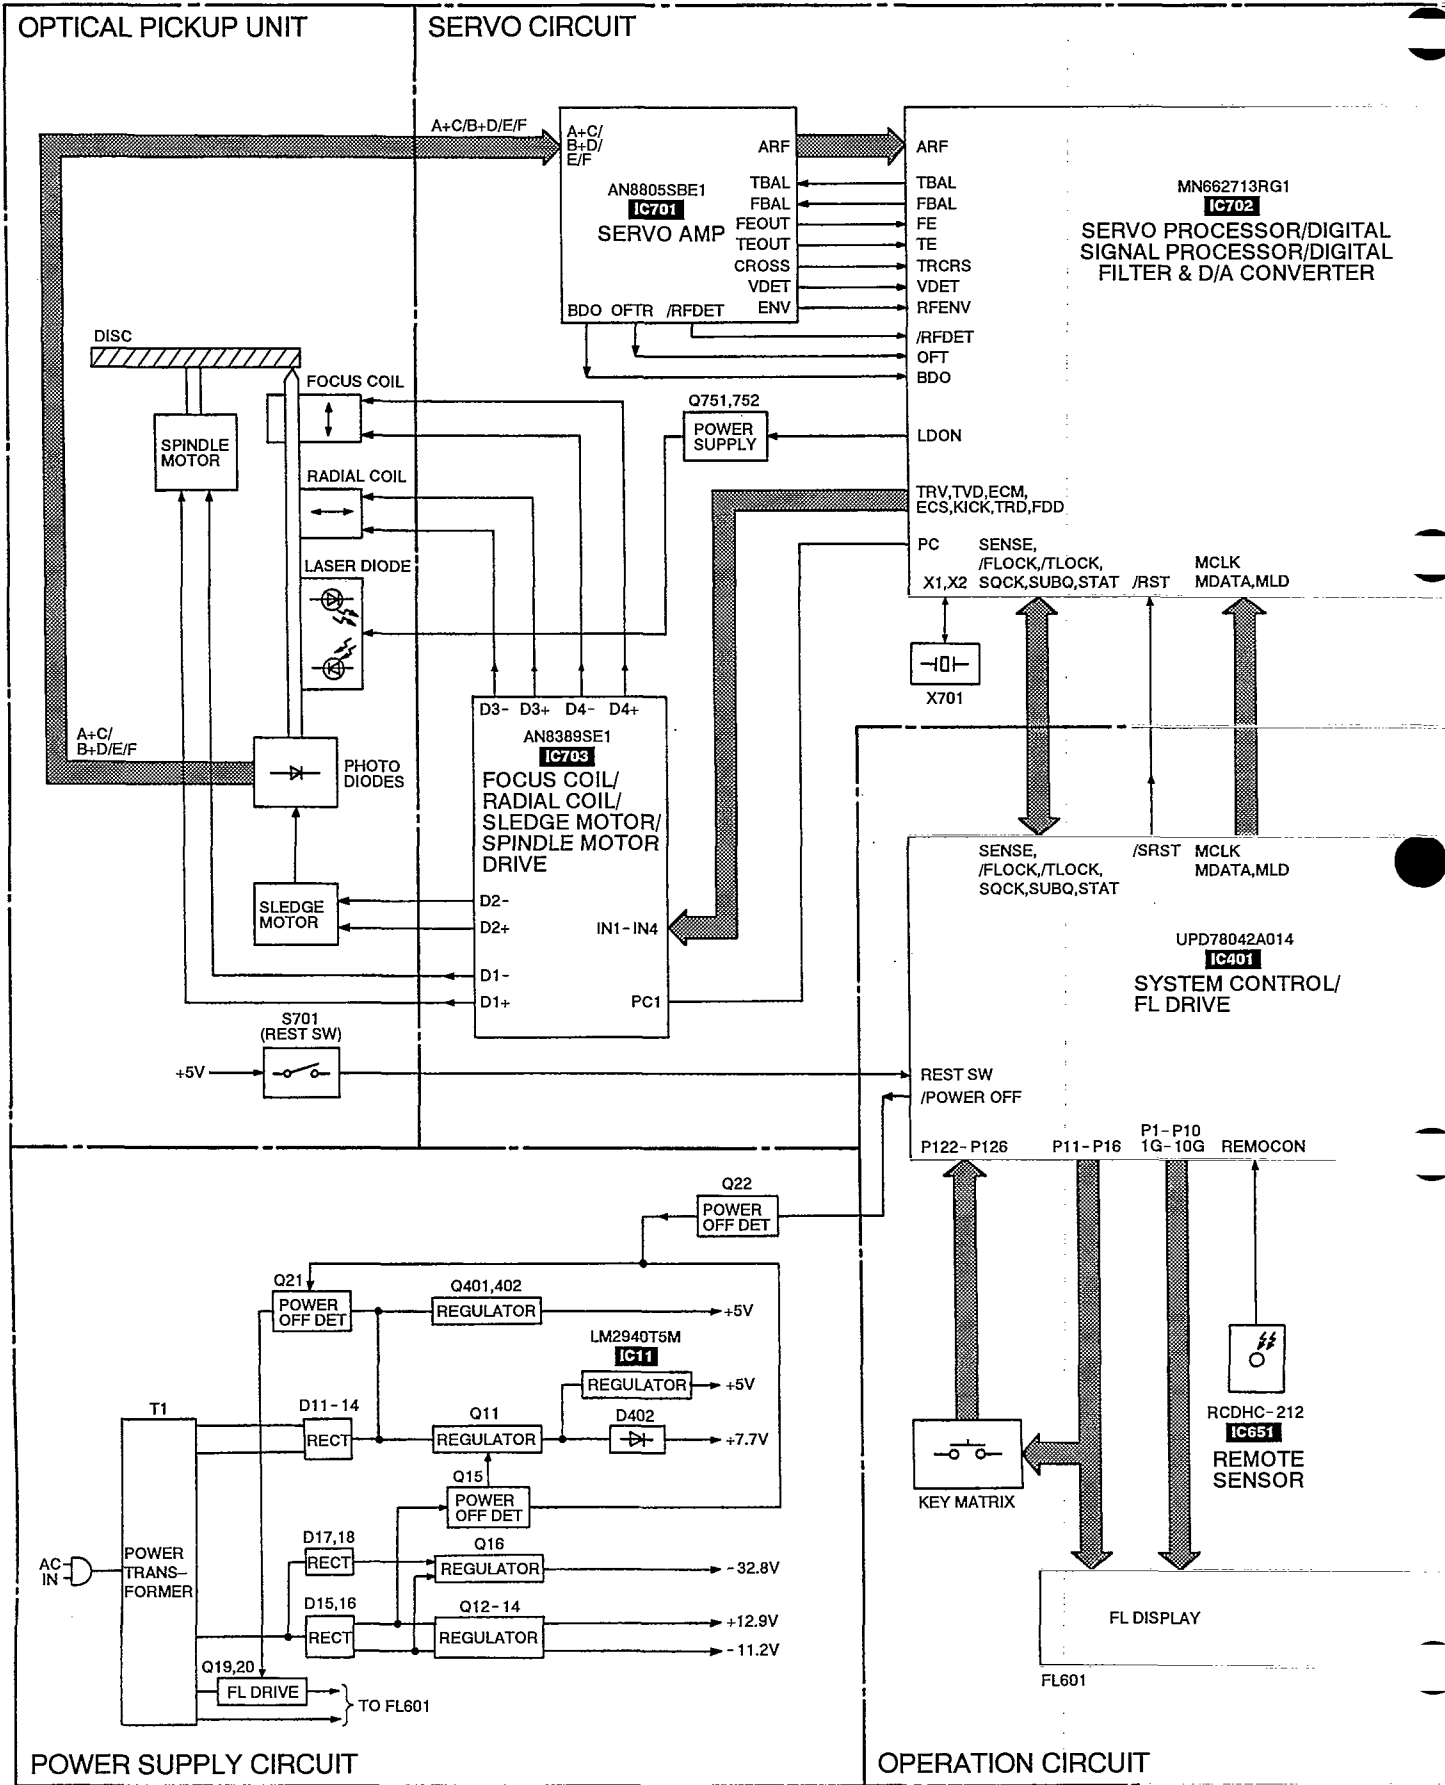 OPTICAL PICKUP UNIT
SERVO CIRCUIT
A+C/B+D/E/F
A+C/
B+D/
E/F
ARF
TBAL
FBAL
FEOUT
TEOUT
CROSS
VDET
ENV
AN8805SBE1
IC701
SERVO AMP
BDO OFTR /RFDET
ARF
TBAL
FBAL
FE
TE
TRCRS
VDET
RFENV
/RFDET
OFT
BDO
MN662713RG1
IC702
SERVO PROCESSOR/DIGITAL
SIGNAL PROCESSOR/DIGITAL
FILTER & D/A CONVERTER
DISC
FOCUS COIL
SPINDLE
MOTOR
RADIAL COIL
LASER DIODE
Q751,752
POWER
SUPPLY
LDON
TRV,TVD,ECM,
ECS,KICK,TRD,FDD
PC
X1,X2
SENSE,
/FLOCK,/TLOCK,
SQCK,SUBQ,STAT
/RST
MCLK
MDATA,MLD
X701
A+C/
B+D/E/F
PHOTO
DIODES
D3- D3+ D4- D4+
AN8389SE1
IC703
FOCUS COIL/
RADIAL COIL/
SLEDGE MOTOR/
SPINDLE MOTOR
DRIVE
SLEDGE
MOTOR
D2-
D2+
IN1-IN4
D1-
D1+
PC1
S701
(REST SW)
+5V
SENSE,
/FLOCK,/TLOCK,
SQCK,SUBQ,STAT
/SRST
MCLK
MDATA,MLD
UPD78042A014
IC401
SYSTEM CONTROL/
FL DRIVE
REST SW
/POWER OFF
P122-P126
P11-P16
P1-P10
1G-10G
REMOCON
Q22
POWER
OFF DET
Q21
POWER
OFF DET
Q401,402
REGULATOR
+5V
LM2940T5M
IC11
REGULATOR
+5V
T1
D11-14
RECT
Q11
REGULATOR
D402
+7.7V
Q15
POWER
OFF DET
AC
IN
POWER
TRANS-
FORMER
D17,18
RECT
Q16
REGULATOR
-32.8V
D15,16
RECT
Q12-14
REGULATOR
+12.9V
-11.2V
Q19,20
FL DRIVE
TO FL601
KEY MATRIX
RCDHC-212
IC651
REMOTE
SENSOR
FL DISPLAY
FL601
POWER SUPPLY CIRCUIT
OPERATION CIRCUIT